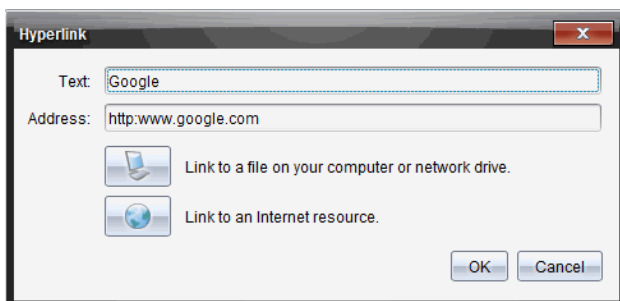 Hyperlink
Text: Google
Address: http:www.google.com
Link to a file on your computer or network drive.
Link to an Internet resource.
OK Cancel